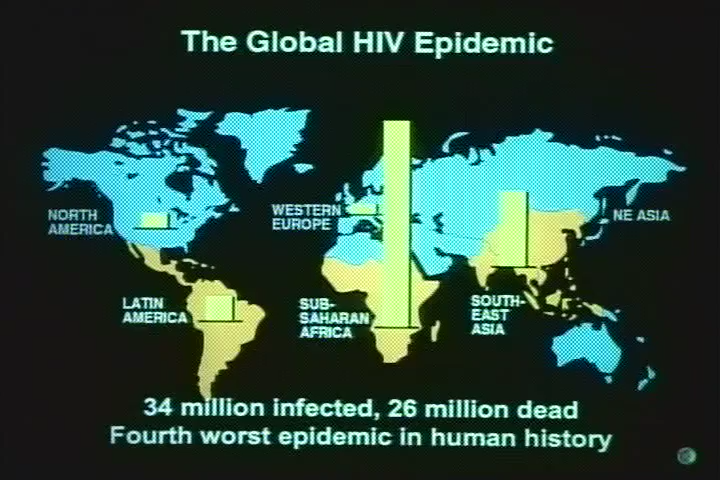 The Global HIV Epidemic
NORTH
AMERICA
WESTERN
EUROPE
NE ASIA
LATIN
AMERICA
SUB-
SAHARAN
AFRICA
SOUTH-
EAST
ASIA
34 million infected, 26 million dead
Fourth worst epidemic in human history